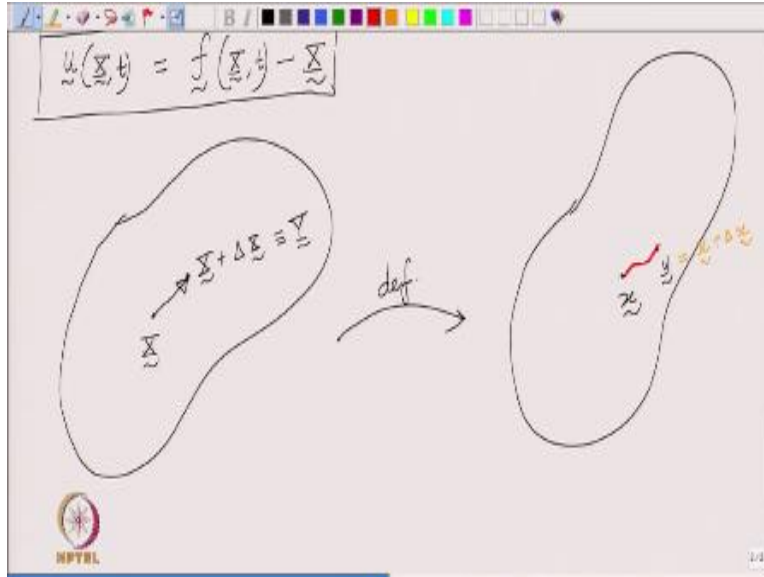 u(X,t) = f(X,t) - X
X + ΔX ≡ Y
X
def.
x
y = x + Δx
NPTEL